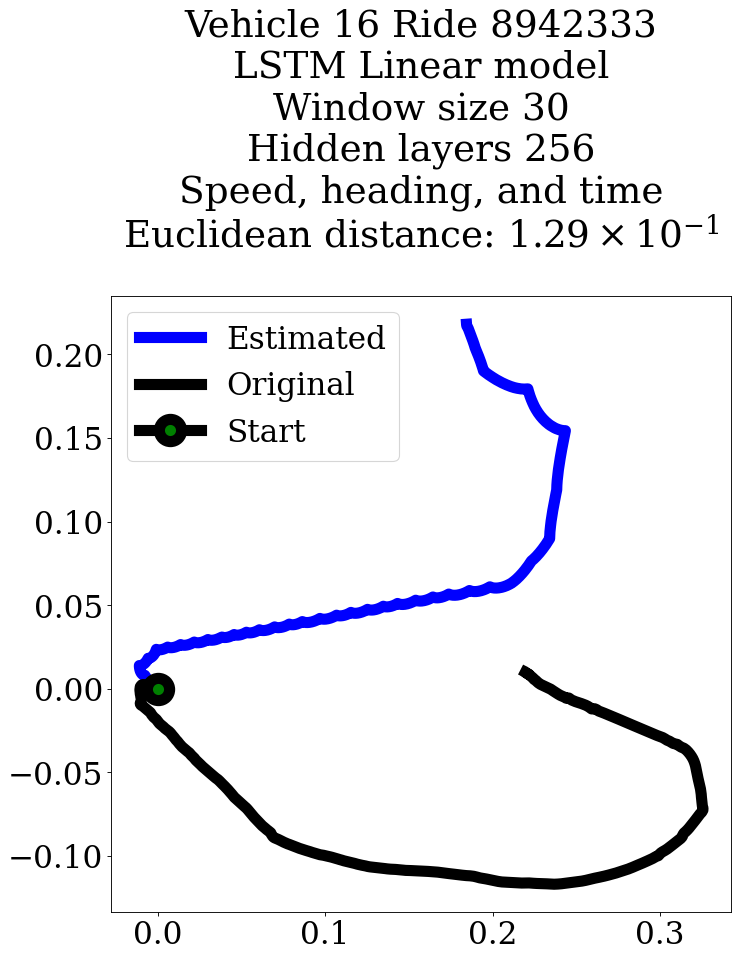 Vehicle 16 Ride 8942333
LSTM Linear model
Window size 30
Hidden layers 256
Speed, heading, and time
Euclidean distance: 1.29 × 10⁻¹
Estimated
Original
Start
0.20
0.15
0.10
0.05
0.00
−0.05
−0.10
0.0 0.1 0.2 0.3